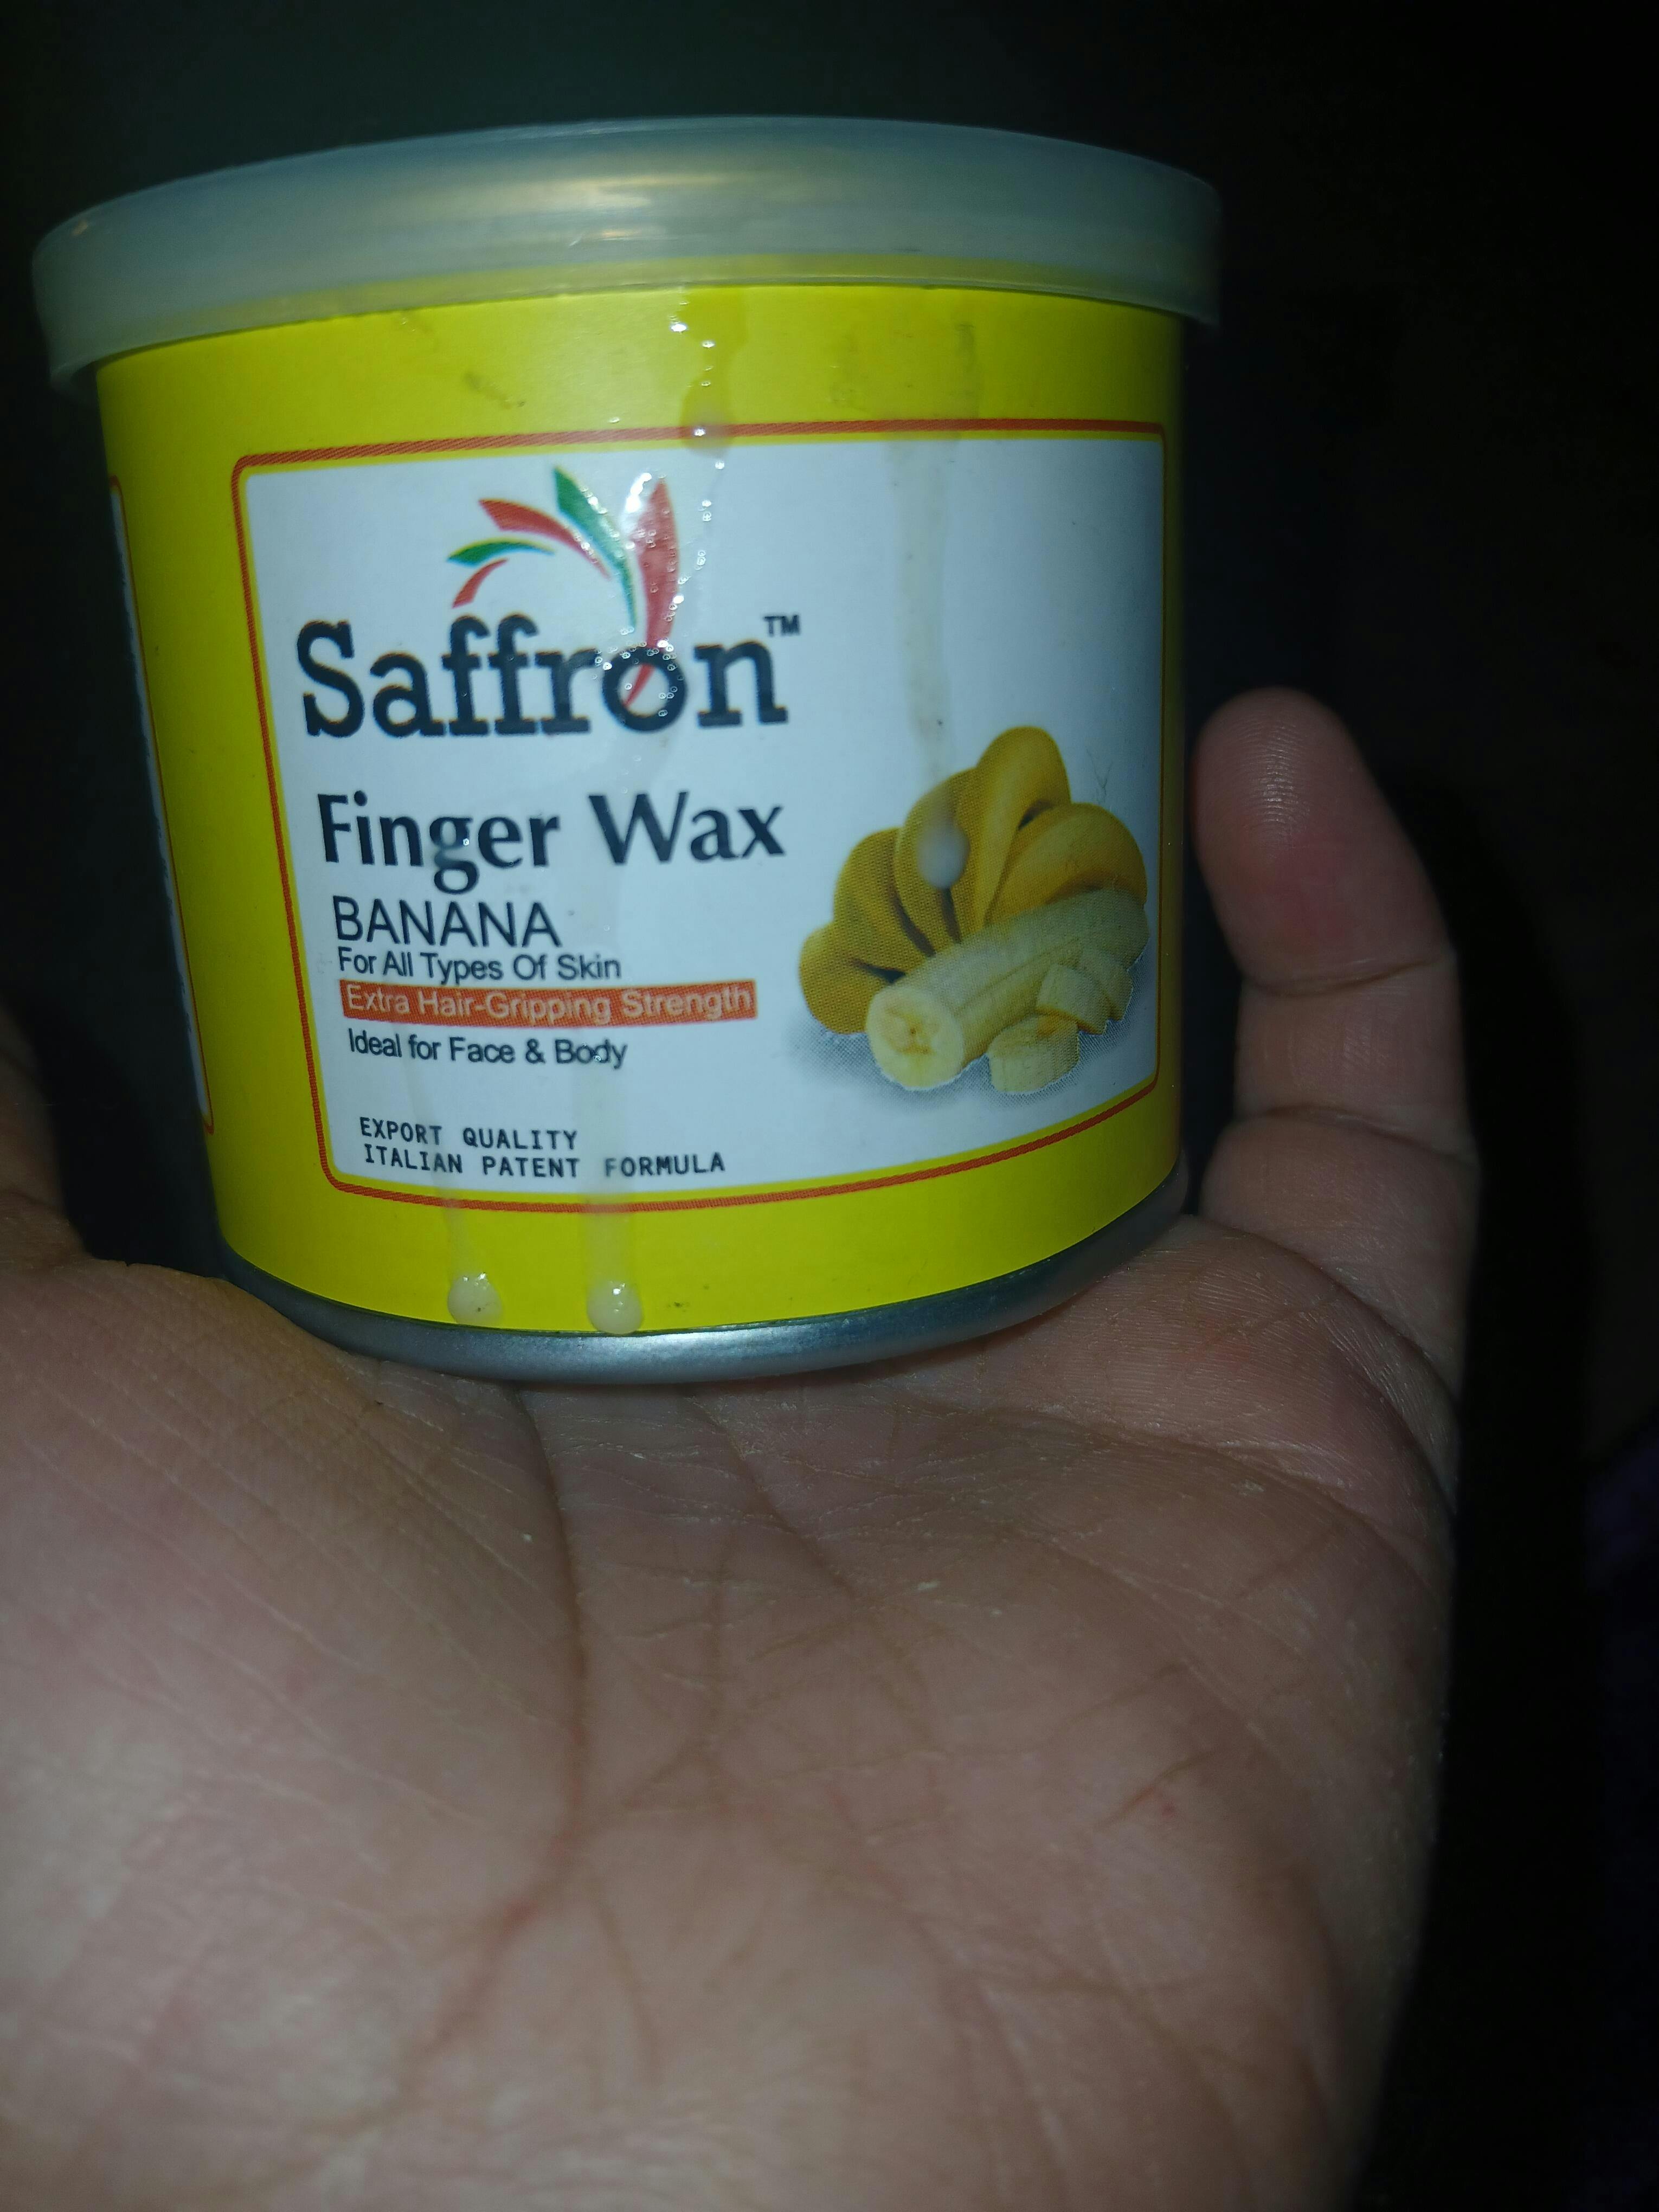 Saffron™
Finger Wax
BANANA
For All Types Of Skin
Extra Hair-Gripping Strength
Ideal for Face & Body
EXPORT QUALITY
ITALIAN PATENT FORMULA